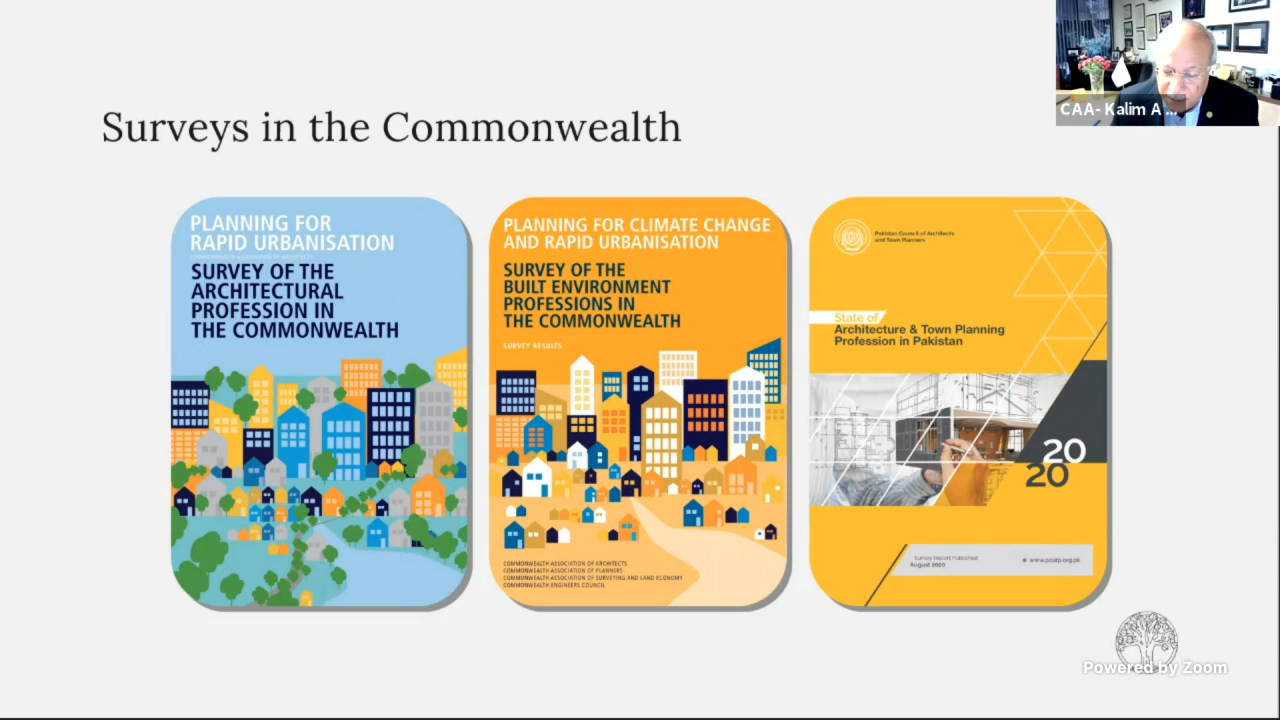 CAA- Kalim A ...
Surveys in the Commonwealth
PLANNING FOR
RAPID URBANISATION
COMMONWEALTH ASSOCIATION OF ARCHITECTS
SURVEY OF THE
ARCHITECTURAL
PROFESSION IN
THE COMMONWEALTH
PLANNING FOR CLIMATE CHANGE
AND RAPID URBANISATION
SURVEY OF THE
BUILT ENVIRONMENT
PROFESSIONS IN
THE COMMONWEALTH
SURVEY RESULTS
COMMONWEALTH ASSOCIATION OF ARCHITECTS
COMMONWEALTH ASSOCIATION OF PLANNERS
COMMONWEALTH ASSOCIATION OF SURVEYING AND LAND ECONOMY
COMMONWEALTH ENGINEERS COUNCIL
Pakistan Council of Architects
and Town Planners
State of
Architecture & Town Planning
Profession in Pakistan
20
20
Survey Report Published
August 2020
www.pcatp.org.pk
Powered by Zoom